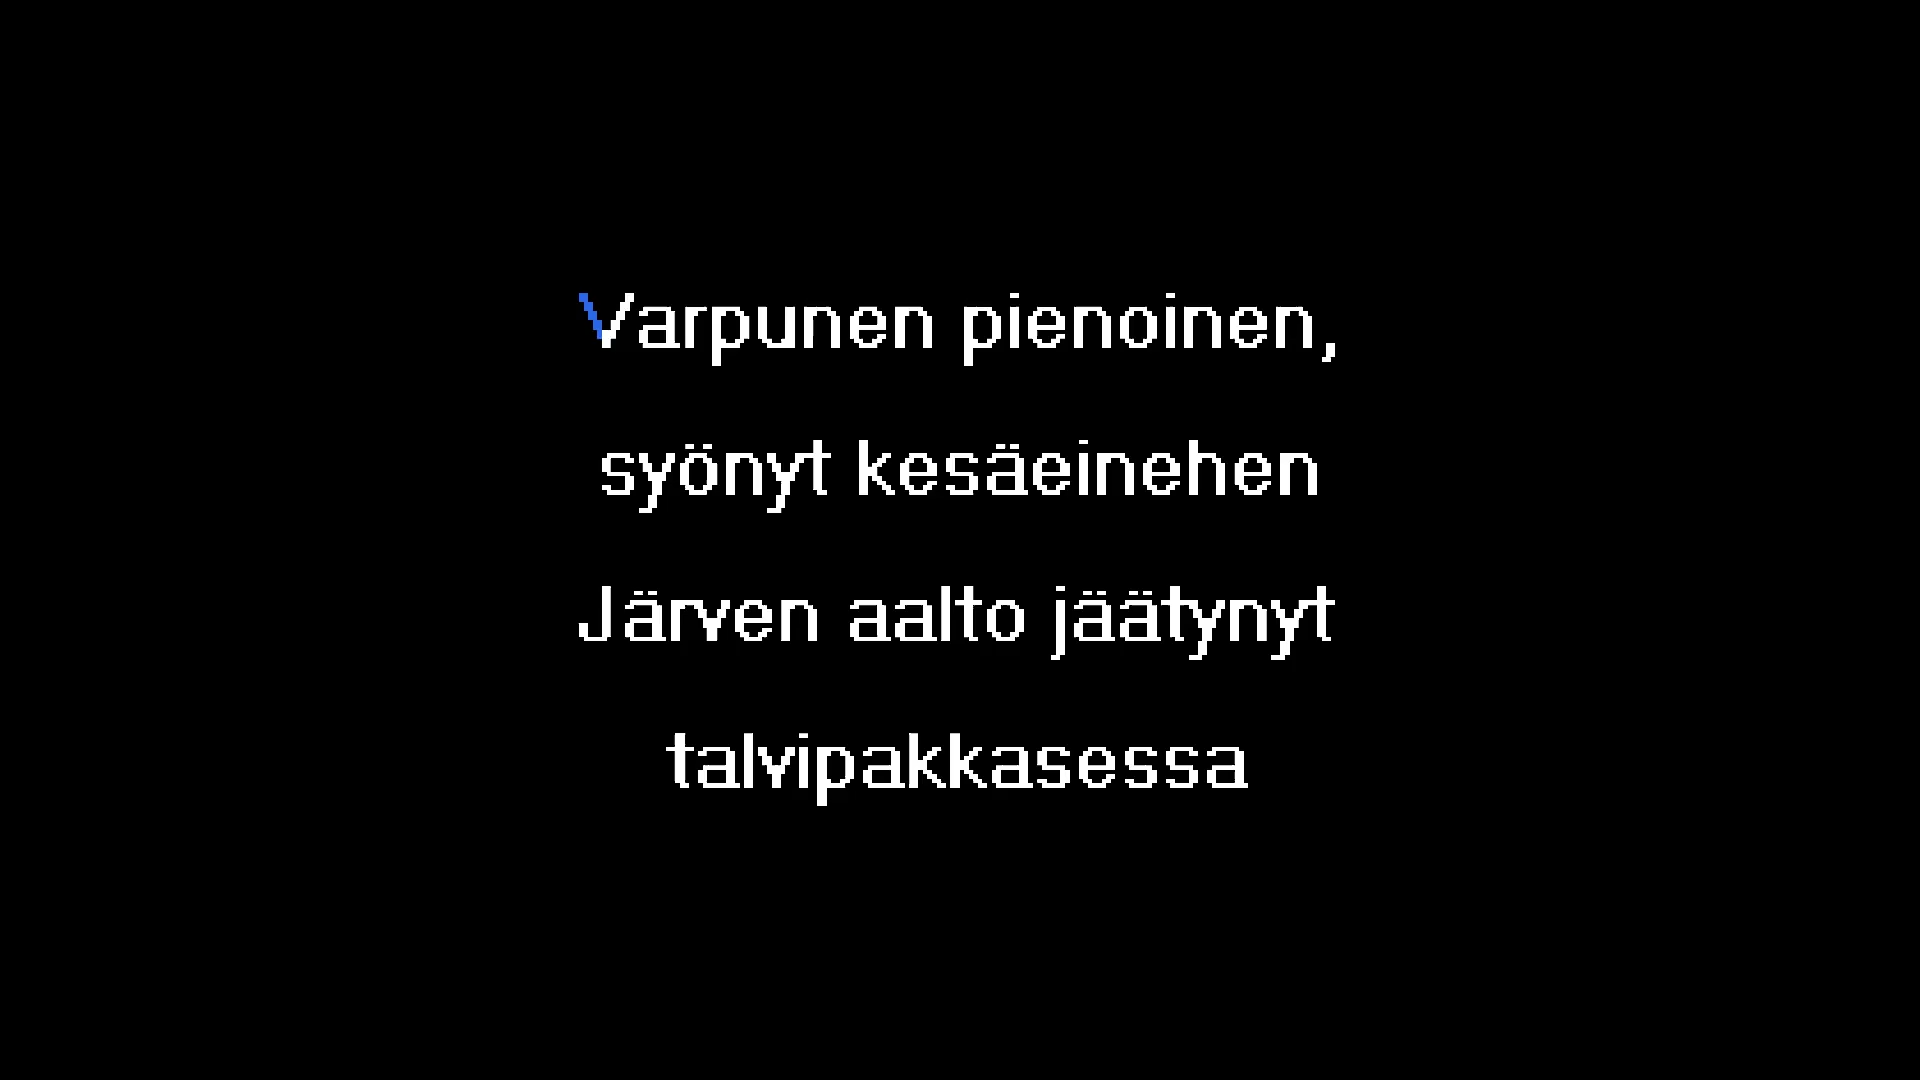 Varpunen pienoinen,
syönyt kesäeinehen
Järven aalto jäätynyt
talvipakkasessa